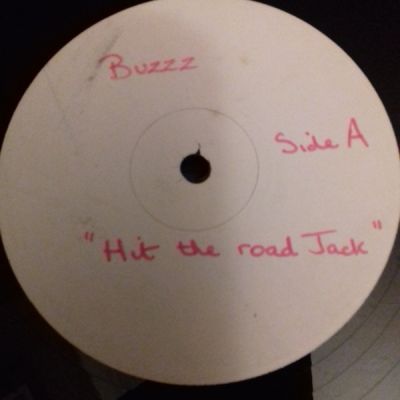 Buzzz
Side A
"Hit the road Jack"